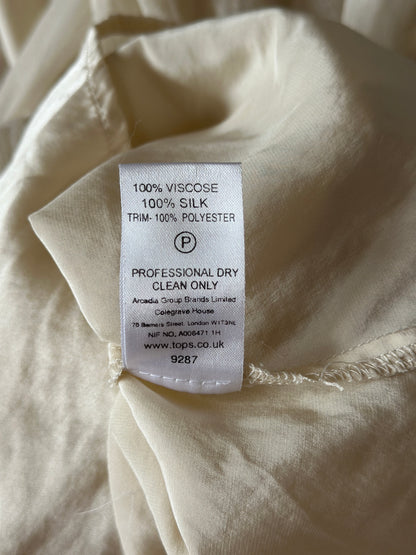 100% VISCOSE
100% SILK
TRIM- 100% POLYESTER
P
PROFESSIONAL DRY
CLEAN ONLY
Arcadia Group Brands Limited
Colegrave House
70 Berners Street, London W1T3NL
NIF NO, A008471 1H
www.tops.co.uk
9287